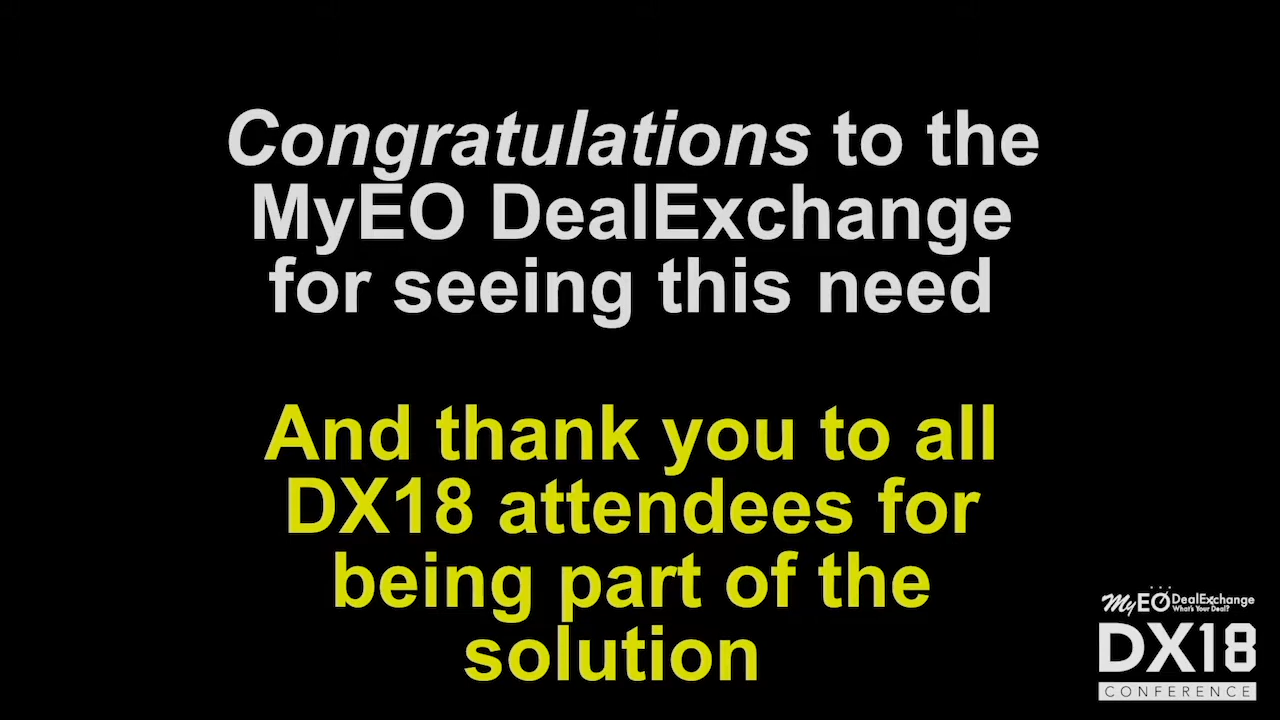 Congratulations to the
MyEO DealExchange
for seeing this need
And thank you to all
DX18 attendees for
being part of the
solution
MyEO DealExchange
What's Your Deal?
DX18
CONFERENCE